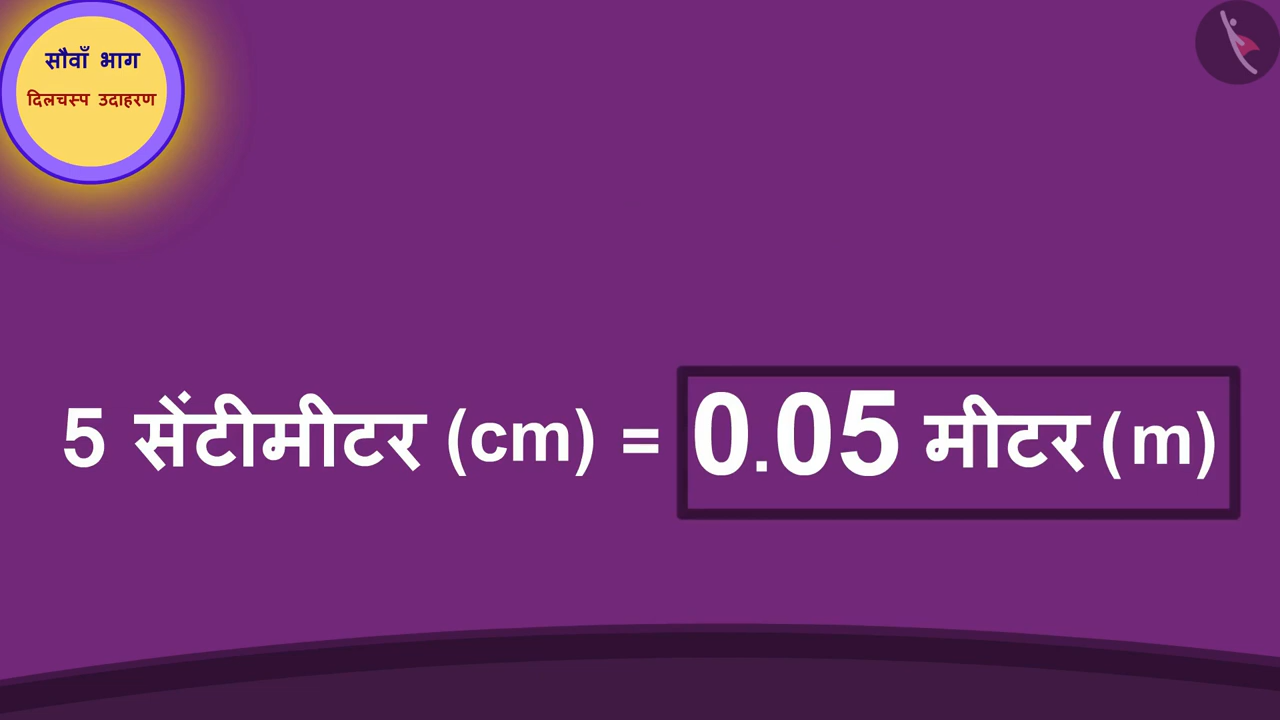 सौवाँ भाग
दिलचस्प उदाहरण
5 सेंटीमीटर (cm) = 0.05 मीटर (m)